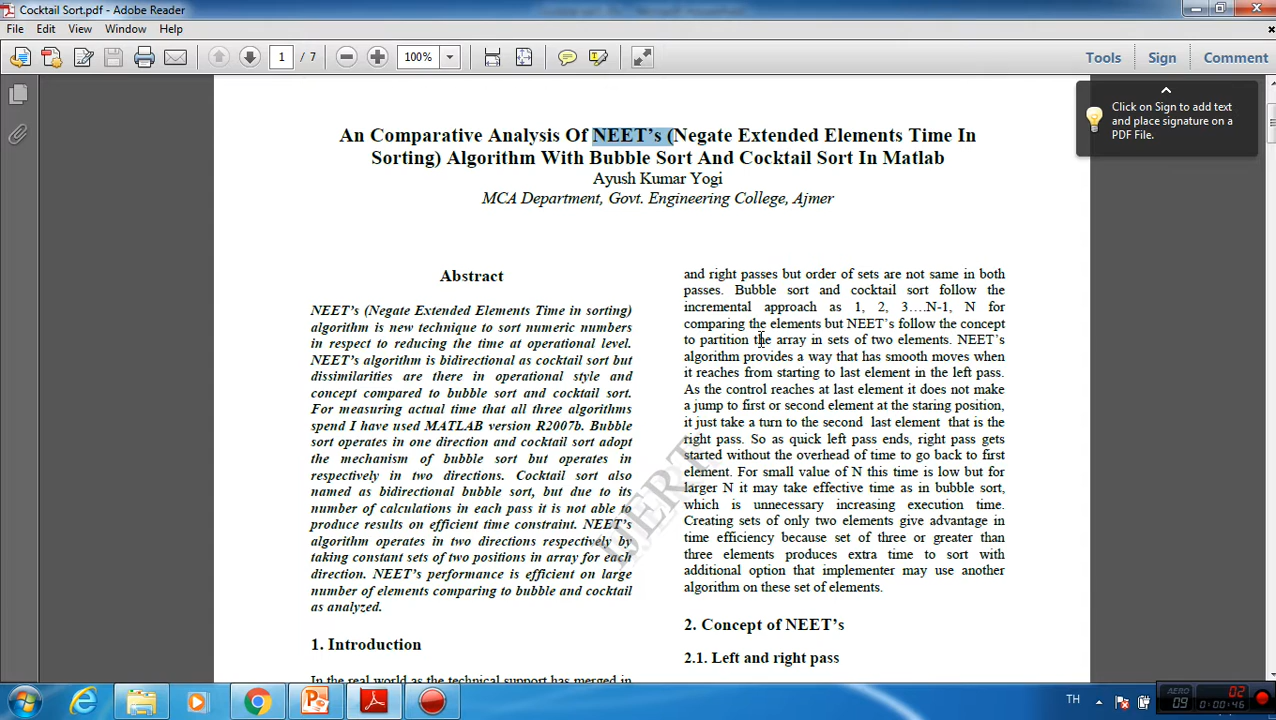 Cocktail Sort.pdf - Adobe Reader
File Edit View Window Help
1 / 7 100% Tools Sign Comment
Click on Sign to add text
and place signature on a
PDF File.
An Comparative Analysis Of NEET's (Negate Extended Elements Time In
Sorting) Algorithm With Bubble Sort And Cocktail Sort In Matlab
Ayush Kumar Yogi
MCA Department, Govt. Engineering College, Ajmer
Abstract
NEET's (Negate Extended Elements Time in sorting)
algorithm is new technique to sort numeric numbers
in respect to reducing the time at operational level.
NEET's algorithm is bidirectional as cocktail sort but
dissimilarities are there in operational style and
concept compared to bubble sort and cocktail sort.
For measuring actual time that all three algorithms
spend I have used MATLAB version R2007b. Bubble
sort operates in one direction and cocktail sort adopt
the mechanism of bubble sort but operates in
respectively in two directions. Cocktail sort also
named as bidirectional bubble sort, but due to its
number of calculations in each pass it is not able to
produce results on efficient time constraint. NEET's
algorithm operates in two directions respectively by
taking constant sets of two positions in array for each
direction. NEET's performance is efficient on large
number of elements comparing to bubble and cocktail
as analyzed.
1. Introduction
In the real world as the technical support has merged in
and right passes but order of sets are not same in both
passes. Bubble sort and cocktail sort follow the
incremental approach as 1, 2, 3….N-1, N for
comparing the elements but NEET's follow the concept
to partition the array in sets of two elements. NEET's
algorithm provides a way that has smooth moves when
it reaches from starting to last element in the left pass.
As the control reaches at last element it does not make
a jump to first or second element at the staring position,
it just take a turn to the second last element that is the
right pass. So as quick left pass ends, right pass gets
started without the overhead of time to go back to first
element. For small value of N this time is low but for
larger N it may take effective time as in bubble sort,
which is unnecessary increasing execution time.
Creating sets of only two elements give advantage in
time efficiency because set of three or greater than
three elements produces extra time to sort with
additional option that implementer may use another
algorithm on these set of elements.
2. Concept of NEET's
2.1. Left and right pass
IJERT
TH
AERO
09
02
0:00:46